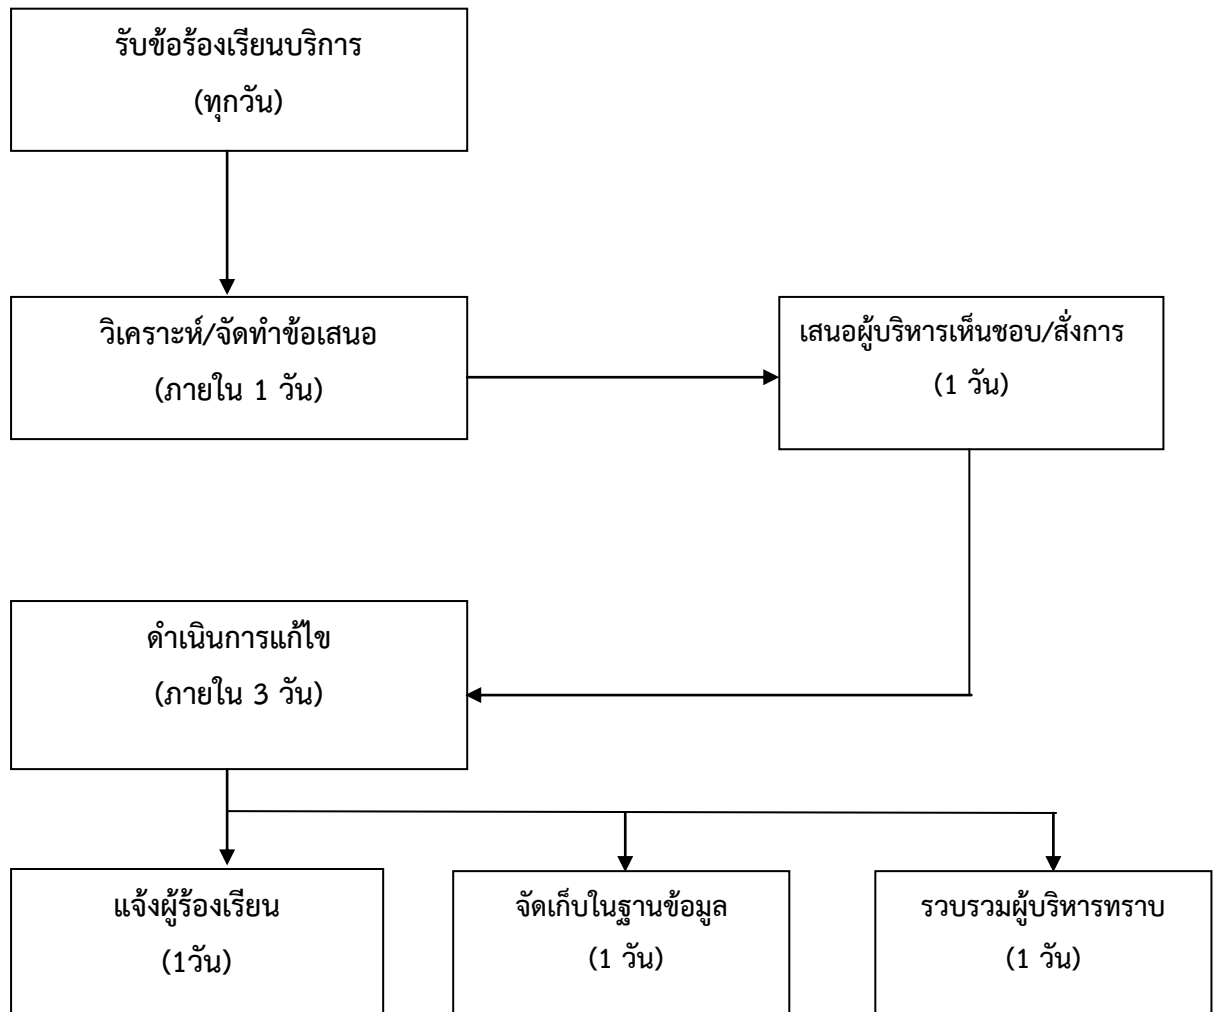 รับข้อร้องเรียนบริการ
(ทุกวัน)
วิเคราะห์/จัดทำข้อเสนอ
(ภายใน 1 วัน)
เสนอผู้บริหารเห็นชอบ/สั่งการ
(1 วัน)
ดำเนินการแก้ไข
(ภายใน 3 วัน)
แจ้งผู้ร้องเรียน
(1วัน)
จัดเก็บในฐานข้อมูล
(1 วัน)
รวบรวมผู้บริหารทราบ
(1 วัน)